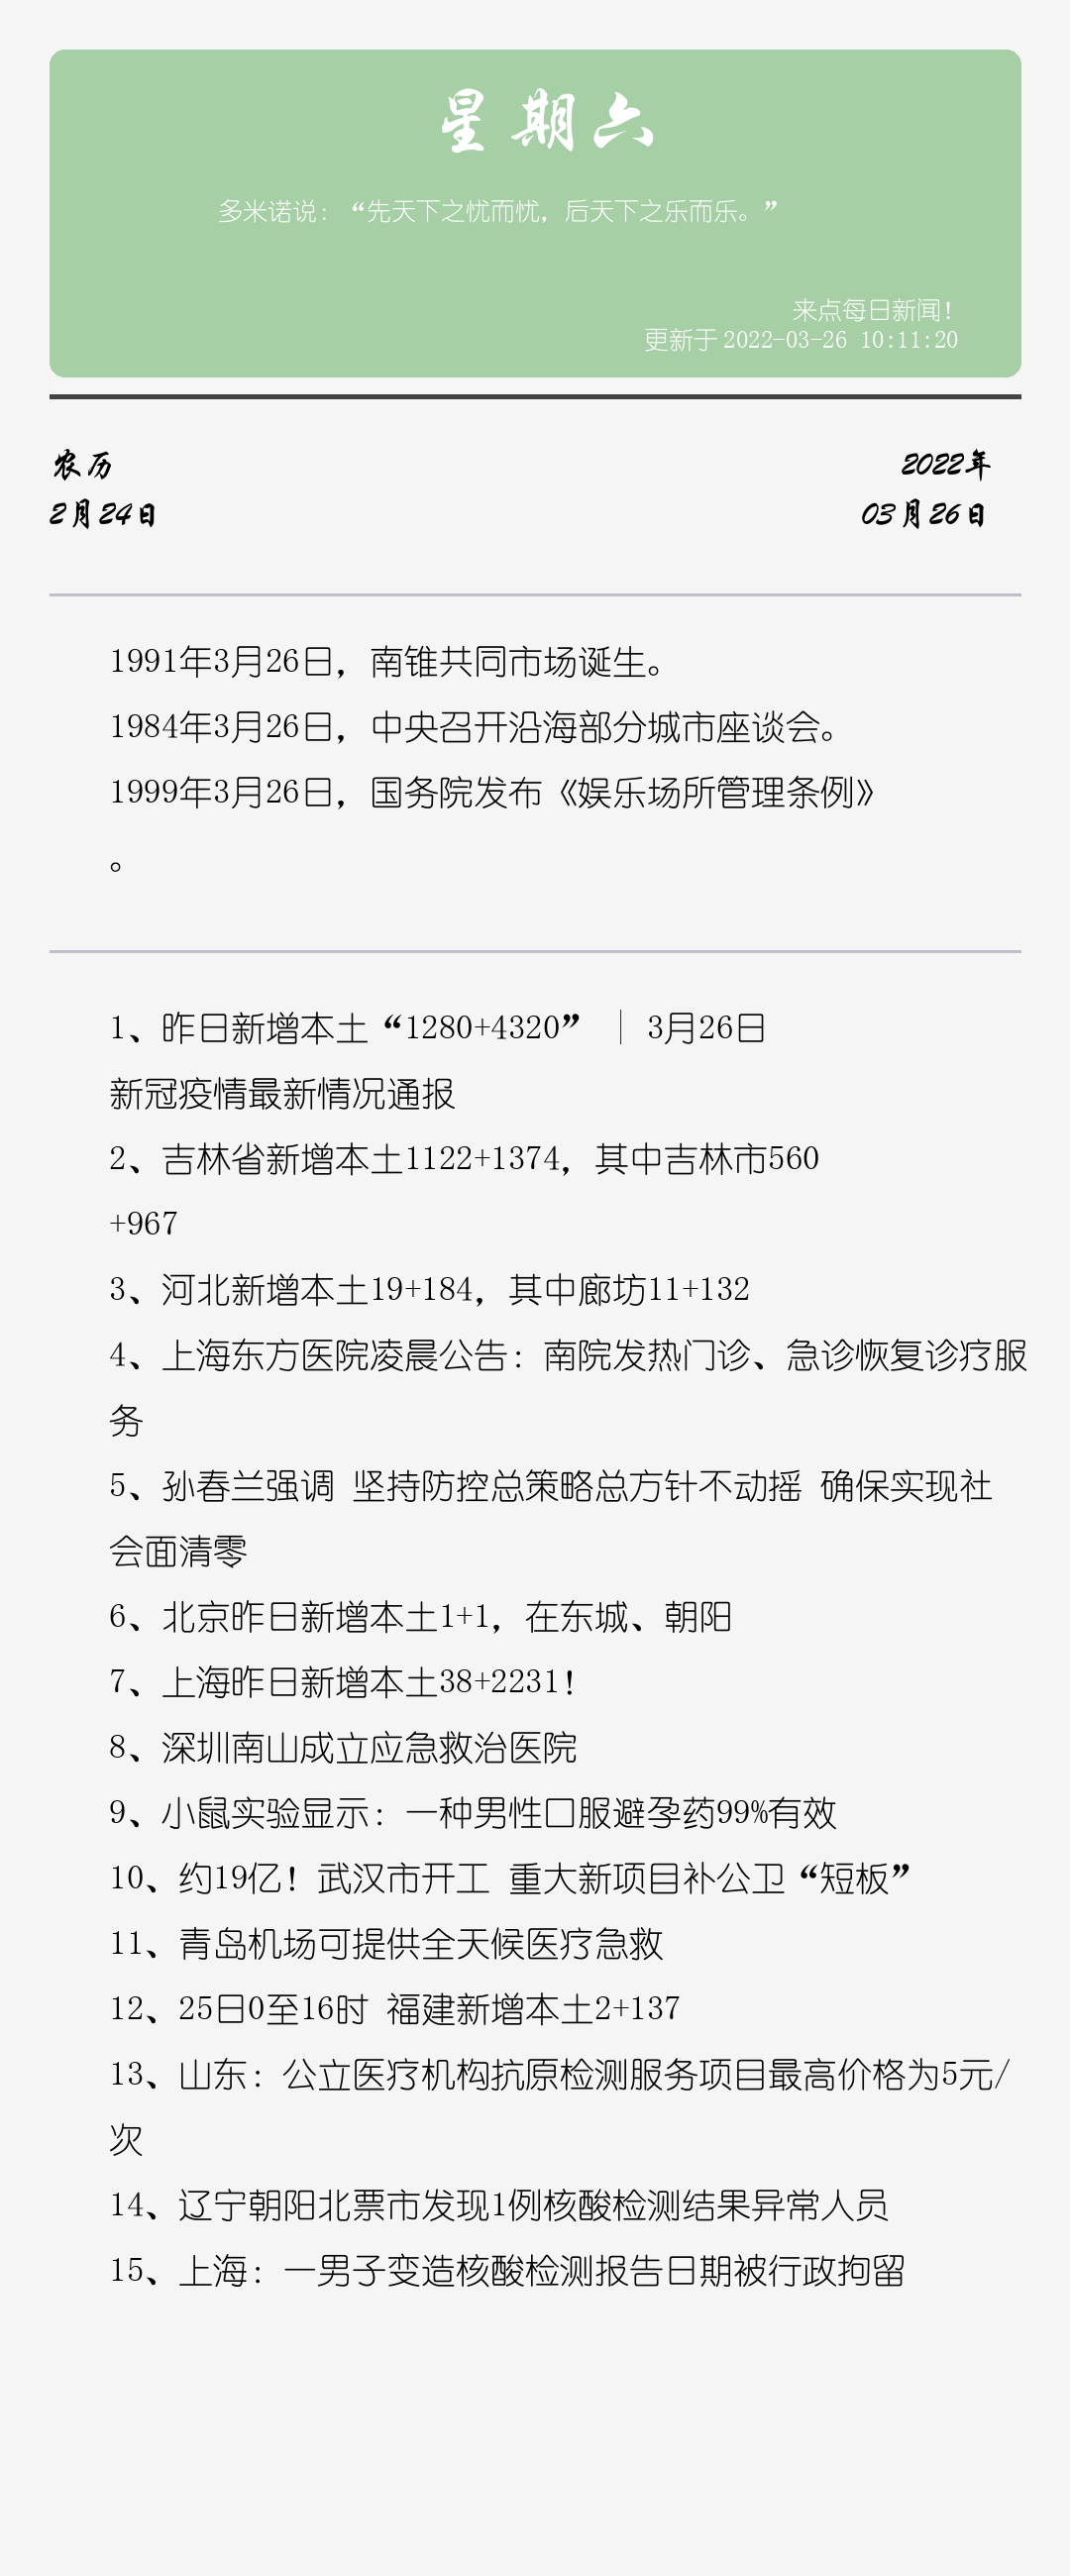 星期六
多米诺说：“先天下之忧而忧，后天下之乐而乐。”
来点每日新闻！
更新于 2022-03-26 10:11:20
农历
2022年
2月24日
03月26日
1991年3月26日，南锥共同市场诞生。
1984年3月26日，中央召开沿海部分城市座谈会。
1999年3月26日，国务院发布《娱乐场所管理条例》
。
1、昨日新增本土“1280+4320” ｜ 3月26日
新冠疫情最新情况通报
2、吉林省新增本土1122+1374，其中吉林市560
+967
3、河北新增本土19+184，其中廊坊11+132
4、上海东方医院凌晨公告：南院发热门诊、急诊恢复诊疗服
务
5、孙春兰强调 坚持防控总策略总方针不动摇 确保实现社
会面清零
6、北京昨日新增本土1+1，在东城、朝阳
7、上海昨日新增本土38+2231！
8、深圳南山成立应急救治医院
9、小鼠实验显示：一种男性口服避孕药99%有效
10、约19亿！武汉市开工 重大新项目补公卫“短板”
11、青岛机场可提供全天候医疗急救
12、25日0至16时 福建新增本土2+137
13、山东：公立医疗机构抗原检测服务项目最高价格为5元/
次
14、辽宁朝阳北票市发现1例核酸检测结果异常人员
15、上海：一男子变造核酸检测报告日期被行政拘留